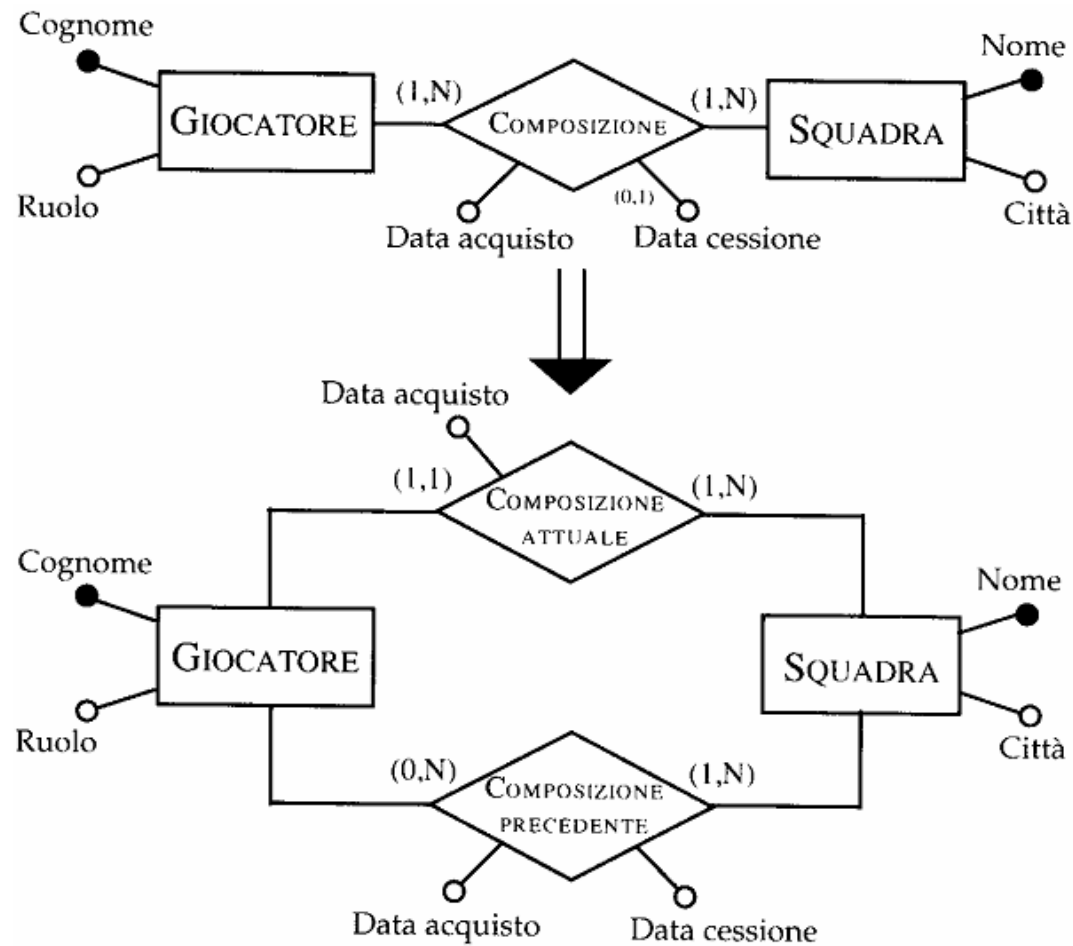 Cognome
Nome
(1,N)
(1,N)
GIOCATORE
COMPOSIZIONE
SQUADRA
(0,1)
Ruolo
Data acquisto
Data cessione
Città
Data acquisto
(1,1)
(1,N)
COMPOSIZIONE
ATTUALE
Cognome
Nome
GIOCATORE
SQUADRA
Ruolo
Città
(0,N)
(1,N)
COMPOSIZIONE
PRECEDENTE
Data acquisto
Data cessione